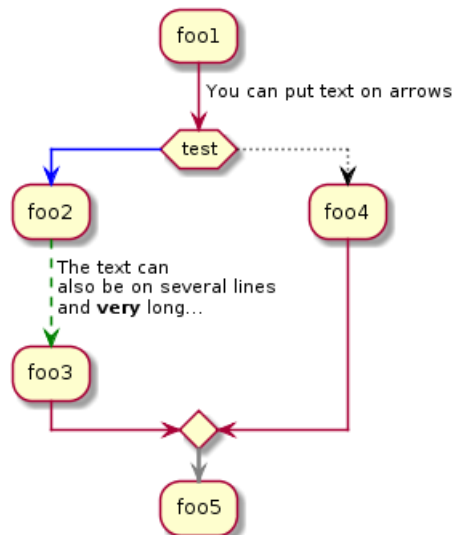 foo1
You can put text on arrows
test
foo2
foo4
The text can
also be on several lines
and very long...
foo3
foo5